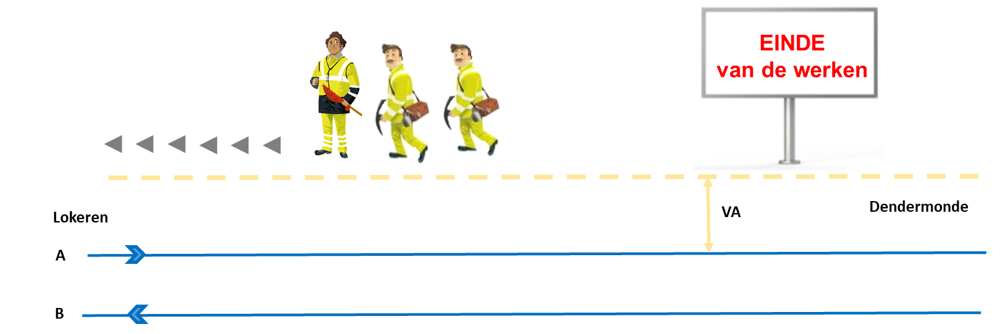 EINDE
van de werken
Lokeren
VA
Dendermonde
A
B